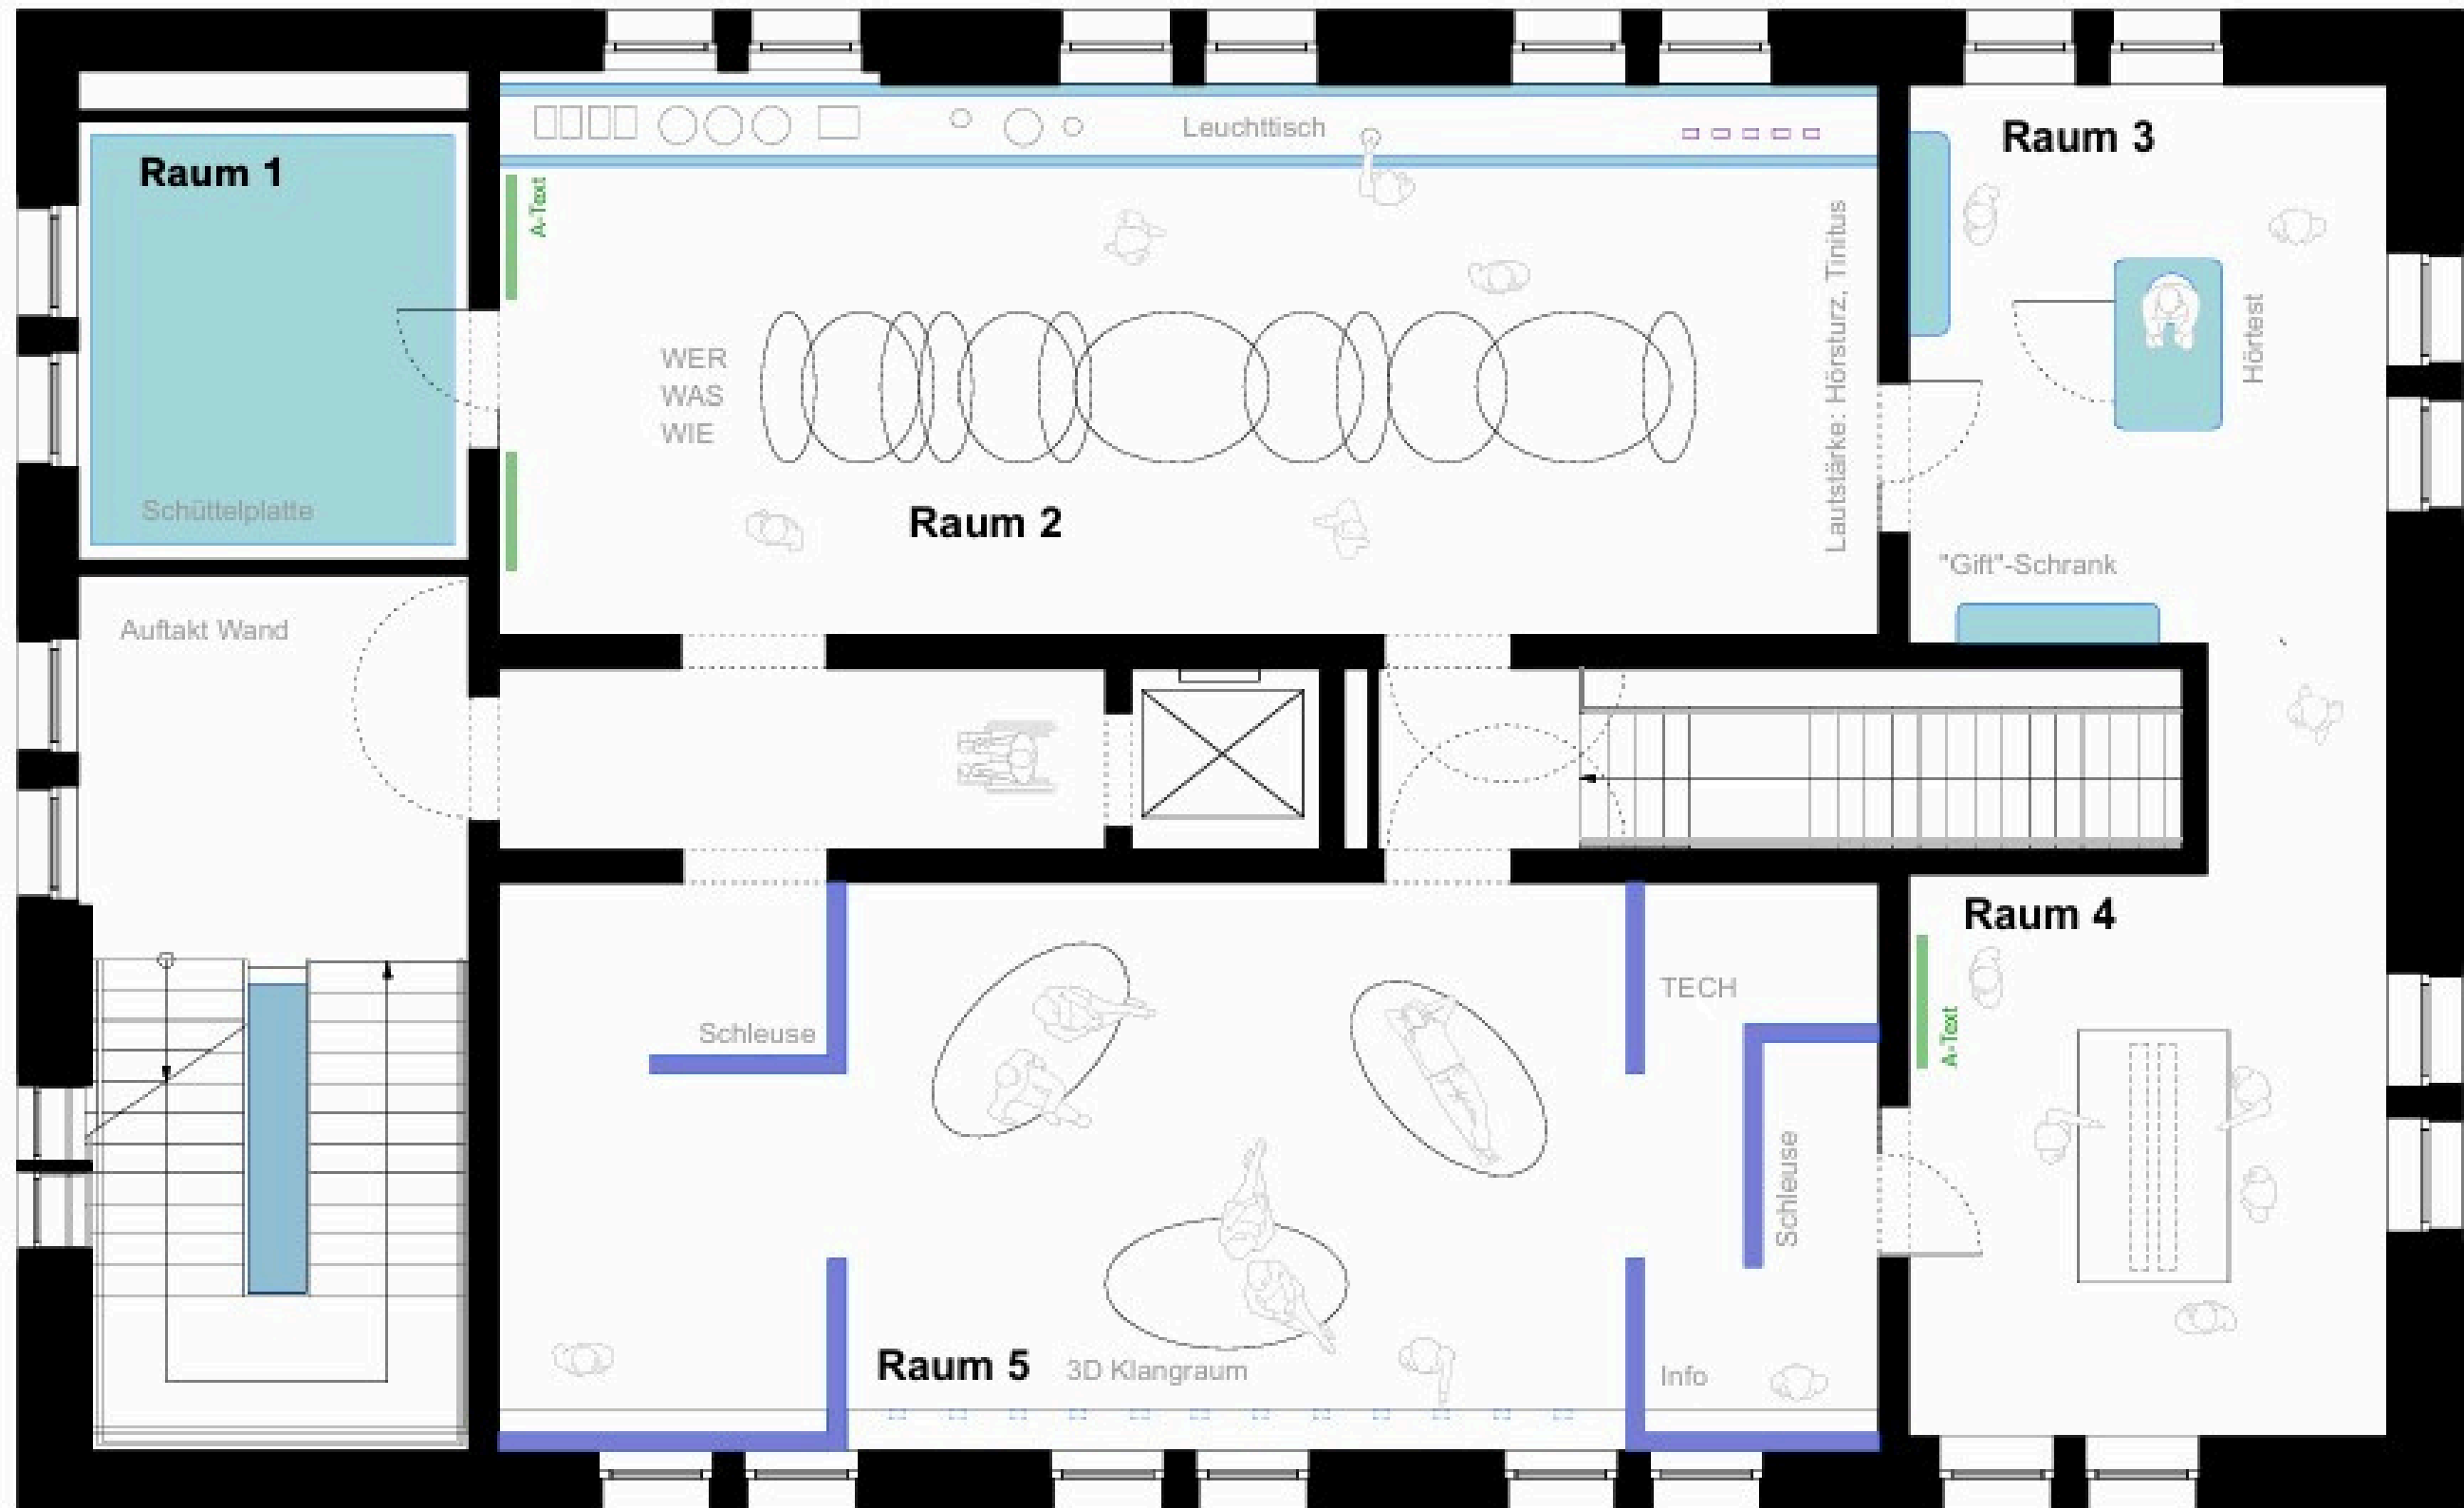 Raum 1
Schüttelplatte
Leuchttisch
A-Text
WER
WAS
WIE
Raum 2
Lautstärke: Hörsturz, Tinitus
Raum 3
Hörtest
"Gift"-Schrank
Auftakt Wand
Raum 4
A-Text
Schleuse
TECH
Schleuse
Raum 5
3D Klangraum
Info